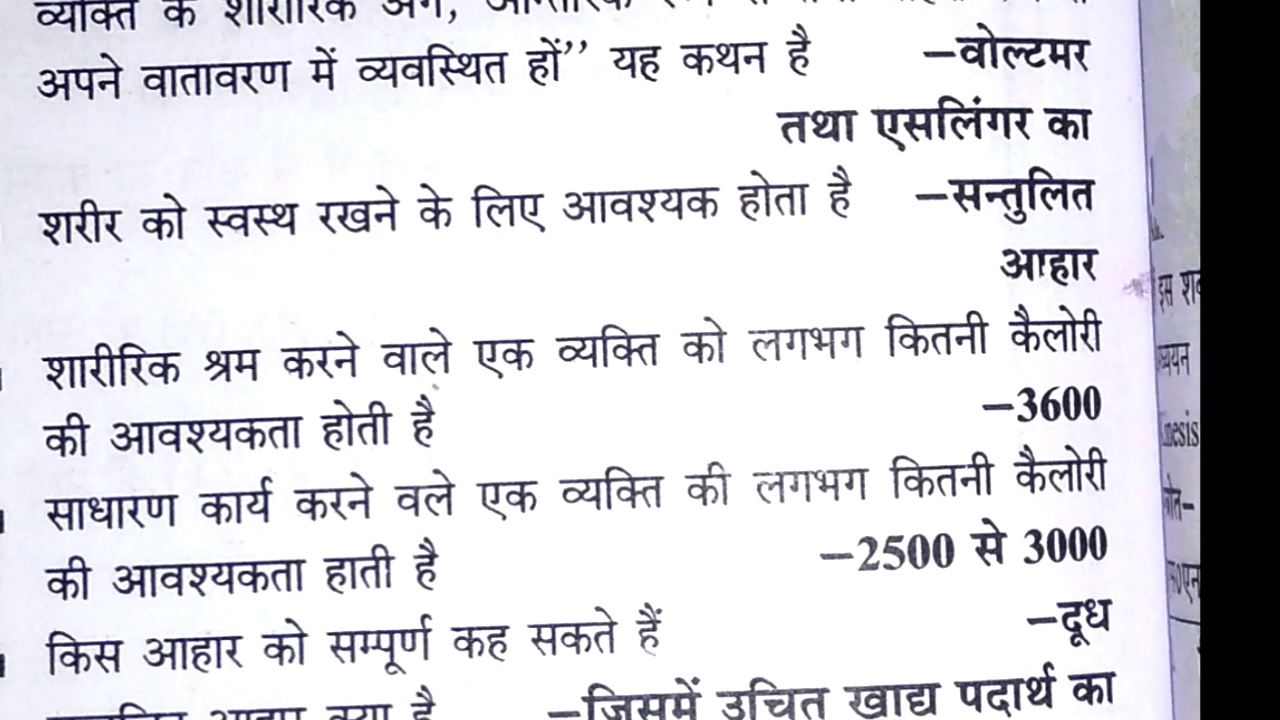 व्यक्ति के शारीरिक अंग,
अपने वातावरण में व्यवस्थित हों’’ यह कथन है –वोल्टमर
तथा एसलिंगर का
शरीर को स्वस्थ रखने के लिए आवश्यक होता है –सन्तुलित
आहार
शारीरिक श्रम करने वाले एक व्यक्ति को लगभग कितनी कैलोरी
की आवश्यकता होती है –3600
साधारण कार्य करने वले एक व्यक्ति की लगभग कितनी कैलोरी
की आवश्यकता हाती है –2500 से 3000
किस आहार को सम्पूर्ण कह सकते हैं –दूध
क्या है –जिसमें उचित खाद्य पदार्थ का
इस